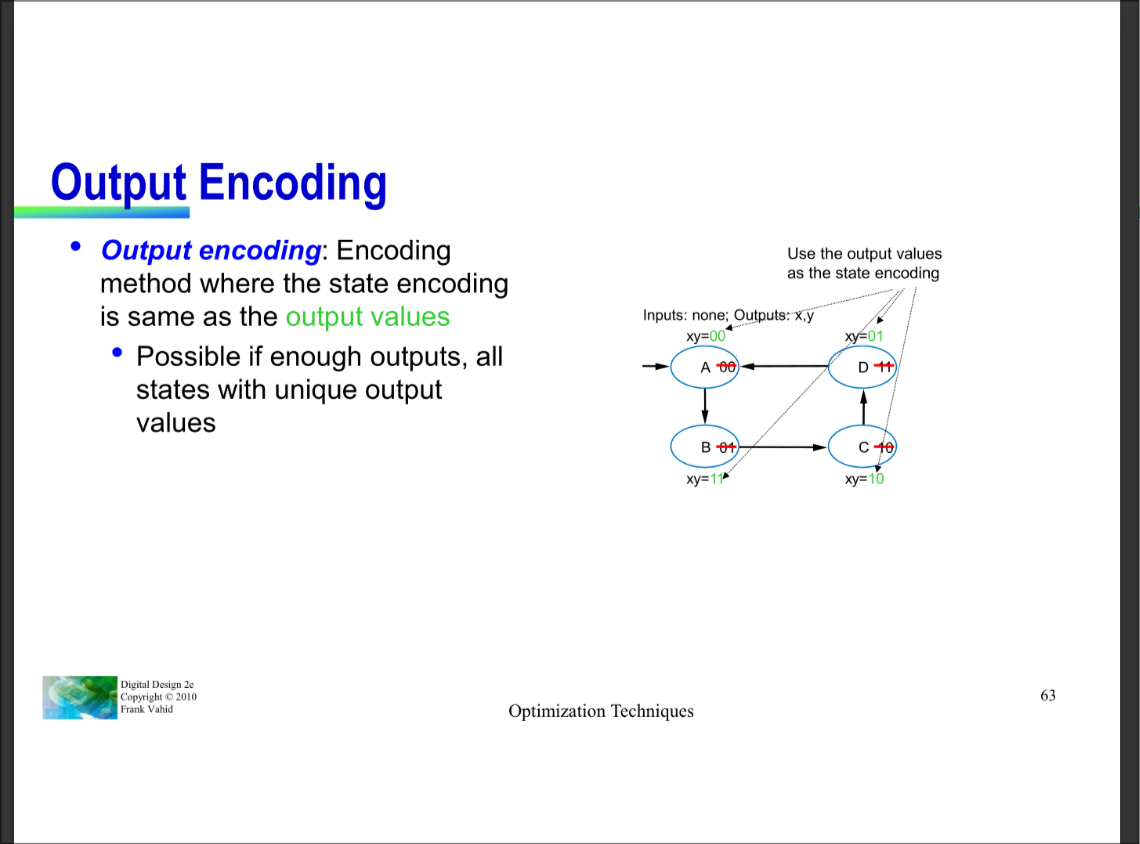 Output Encoding
• Output encoding: Encoding
method where the state encoding
is same as the output values
• Possible if enough outputs, all
states with unique output
values
Use the output values
as the state encoding
Inputs: none; Outputs: x,y
xy=00
xy=01
A 00
D 11
B 01
C 10
xy=11
xy=10
Digital Design 2e
Copyright © 2010
Frank Vahid
Optimization Techniques
63